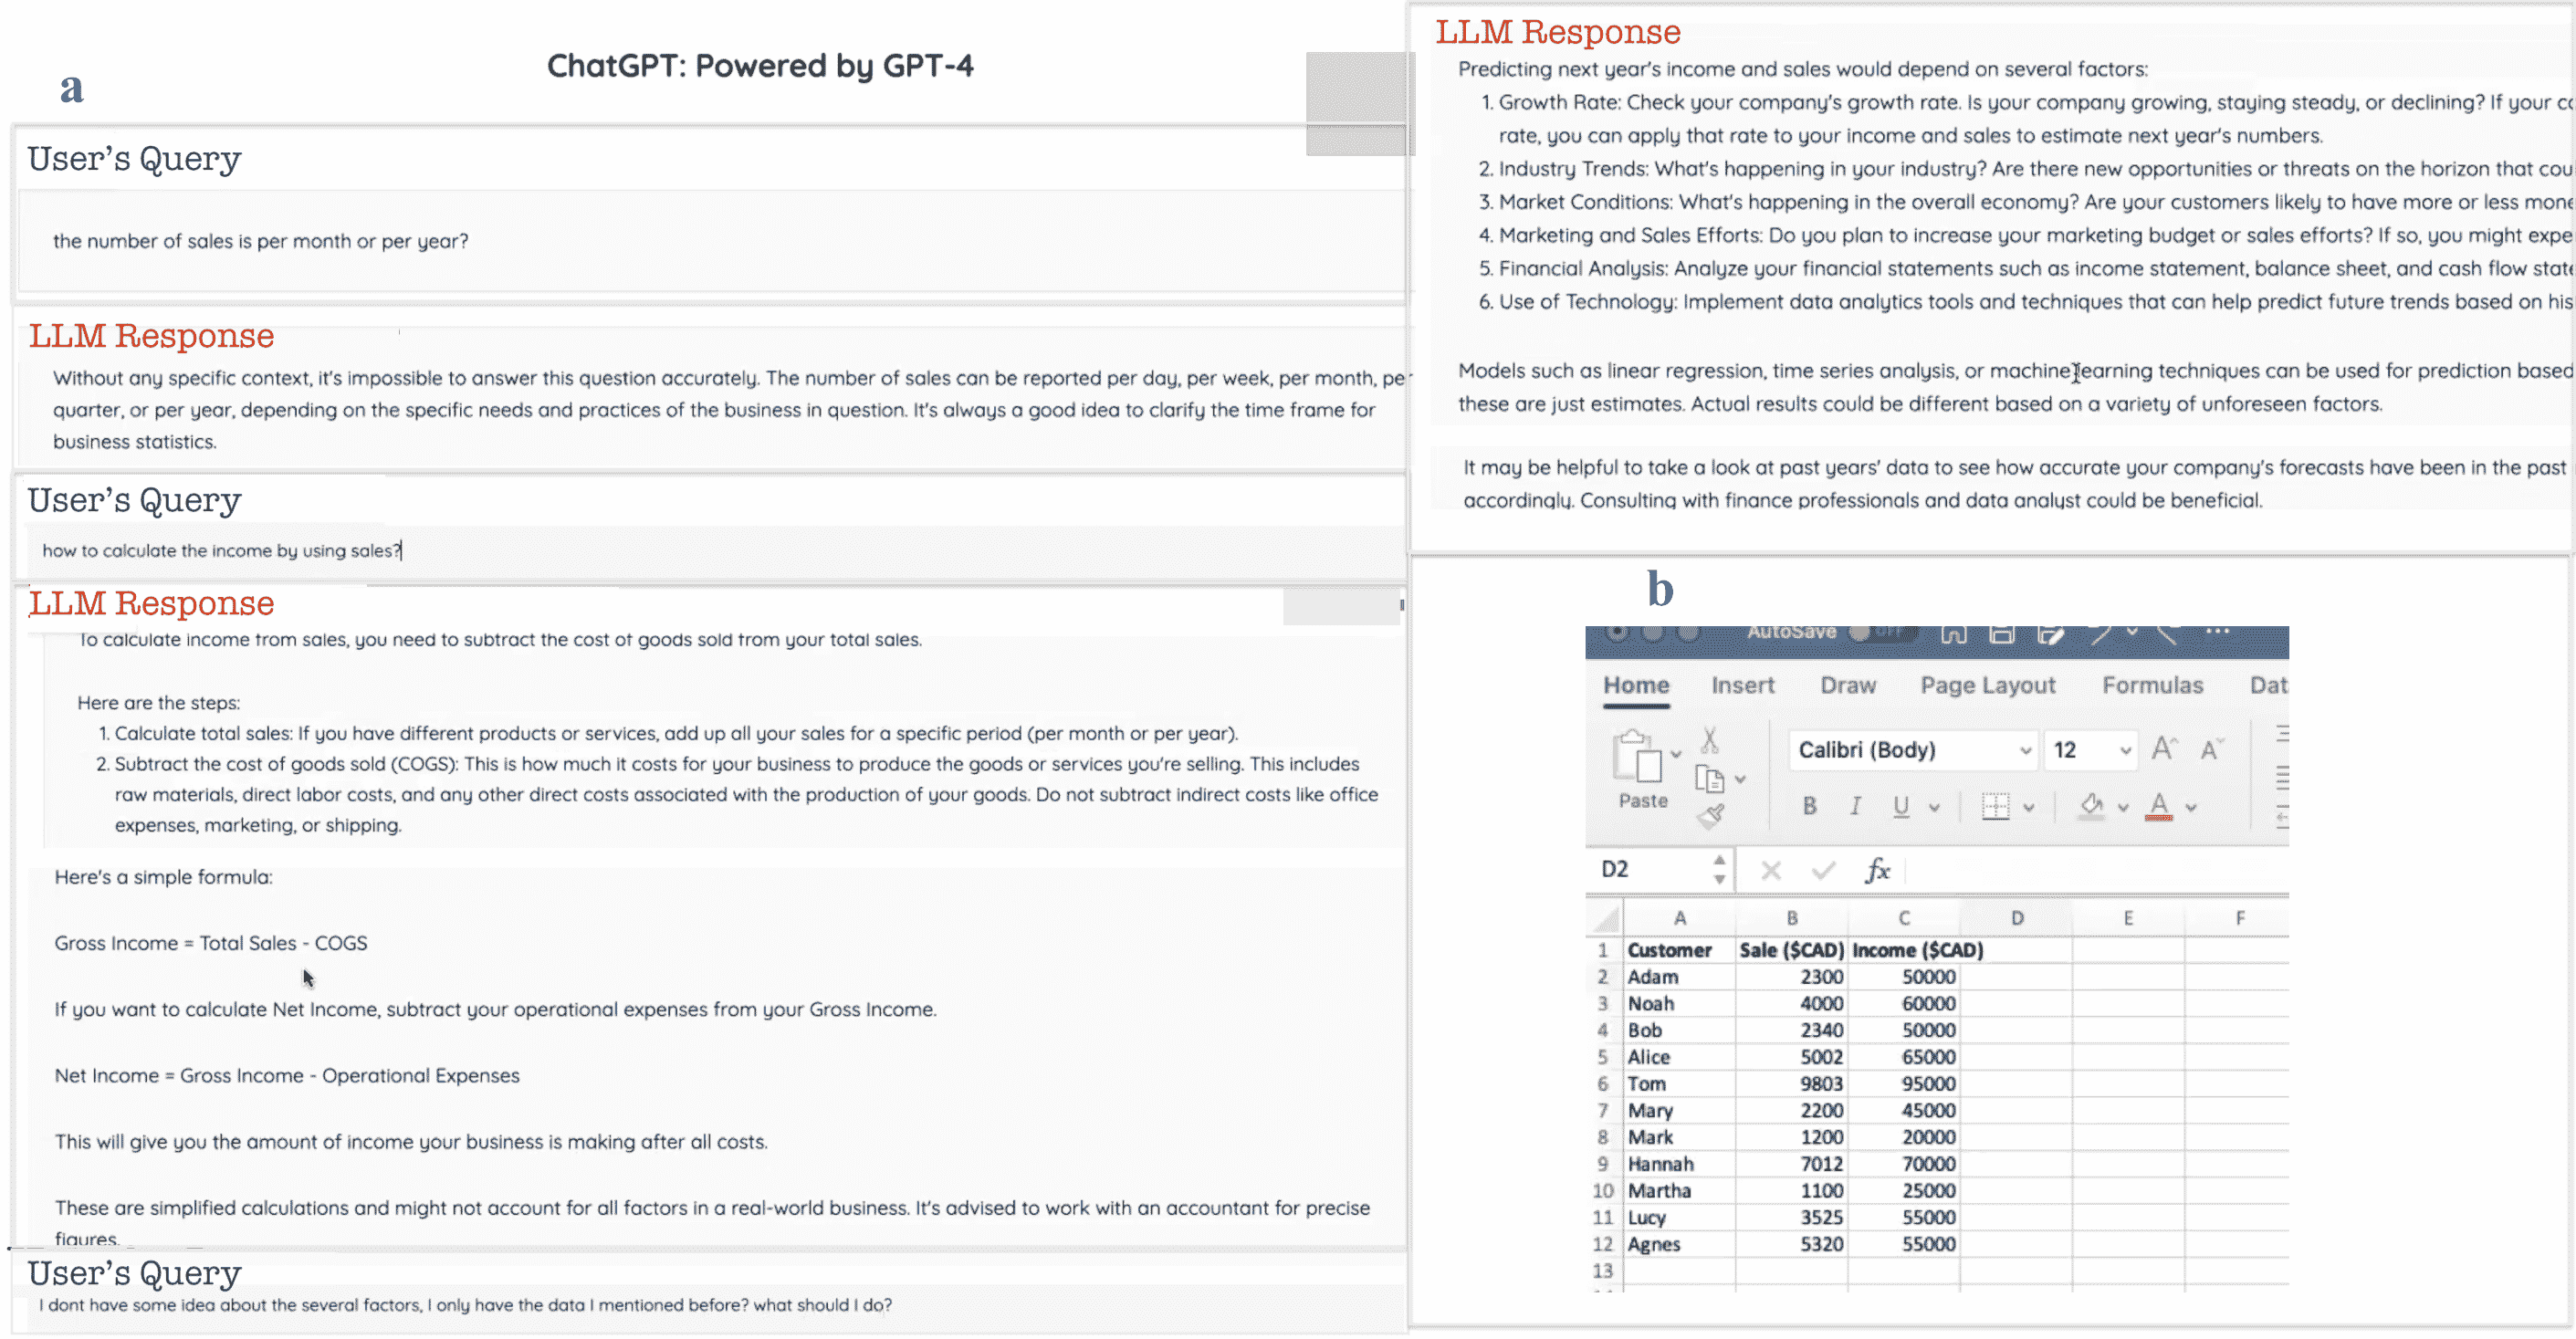 ChatGPT: Powered by GPT-4
a
User's Query
the number of sales is per month or per year?
LLM Response
Without any specific context, it's impossible to answer this question accurately. The number of sales can be reported per day, per week, per month, per
quarter, or per year, depending on the specific needs and practices of the business in question. It's always a good idea to clarify the time frame for
business statistics.
User's Query
how to calculate the income by using sales?
LLM Response
To calculate income from sales, you need to subtract the cost of goods sold from your total sales.
Here are the steps:
1. Calculate total sales: If you have different products or services, add up all your sales for a specific period (per month or per year).
2. Subtract the cost of goods sold (COGS): This is how much it costs for your business to produce the goods or services you're selling. This includes
raw materials, direct labor costs, and any other direct costs associated with the production of your goods. Do not subtract indirect costs like office
expenses, marketing, or shipping.
Here's a simple formula:
Gross Income = Total Sales - COGS
If you want to calculate Net Income, subtract your operational expenses from your Gross Income.
Net Income = Gross Income - Operational Expenses
This will give you the amount of income your business is making after all costs.
These are simplified calculations and might not account for all factors in a real-world business. It's advised to work with an accountant for precise
figures.
User's Query
I dont have some idea about the several factors, I only have the data I mentioned before? what should I do?
LLM Response
Predicting next year's income and sales would depend on several factors:
1. Growth Rate: Check your company's growth rate. Is your company growing, staying steady, or declining? If your
rate, you can apply that rate to your income and sales to estimate next year's numbers.
2. Industry Trends: What's happening in your industry? Are there new opportunities or threats on the horizon that
3. Market Conditions: What's happening in the overall economy? Are your customers likely to have more or less
4. Marketing and Sales Efforts: Do you plan to increase your marketing budget or sales efforts? If so, you might
5. Financial Analysis: Analyze your financial statements such as income statement, balance sheet, and cash flow
6. Use of Technology: Implement data analytics tools and techniques that can help predict future trends based on
Models such as linear regression, time series analysis, or machine learning techniques can be used for prediction based
these are just estimates. Actual results could be different based on a variety of unforeseen factors.
It may be helpful to take a look at past years' data to see how accurate your company's forecasts have been in the past
accordingly. Consulting with finance professionals and data analyst could be beneficial.
b
AutoSave OFF
Home Insert Draw Page Layout Formulas Dat
Paste Calibri (Body) 12 A A
B I U A
D2 fx
A B C D E F
1 Customer Sale ($CAD) Income ($CAD)
2 Adam 2300 50000
3 Noah 4000 60000
4 Bob 2340 50000
5 Alice 5002 65000
6 Tom 9803 95000
7 Mary 2200 45000
8 Mark 1200 20000
9 Hannah 7012 70000
10 Martha 1100 25000
11 Lucy 3525 55000
12 Agnes 5320 55000
13